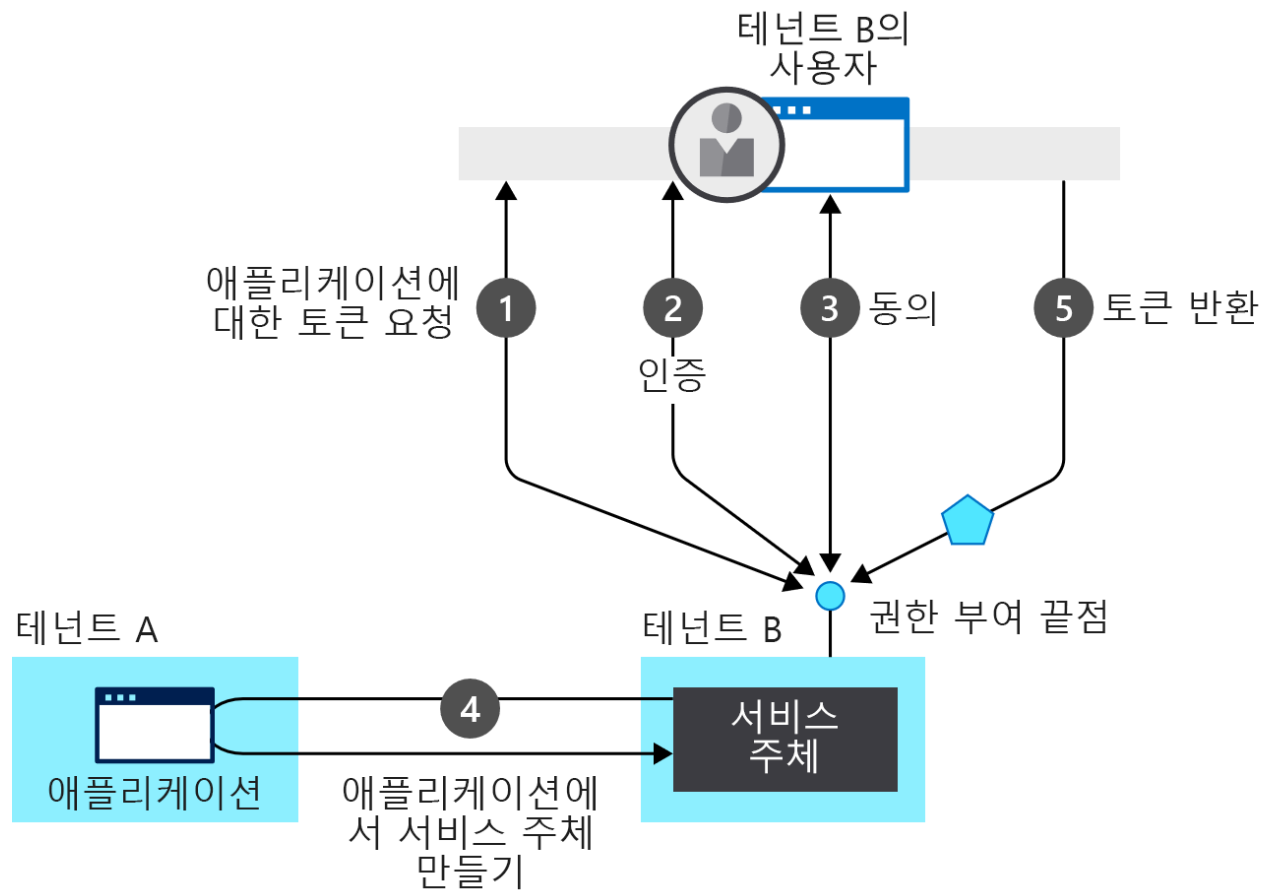 테넌트 B의
사용자
애플리케이션에
대한 토큰 요청
1
2
인증
3
동의
5
토큰 반환
권한 부여 끝점
테넌트 A
애플리케이션
4
애플리케이션에
서 서비스 주체
만들기
테넌트 B
서비스
주체